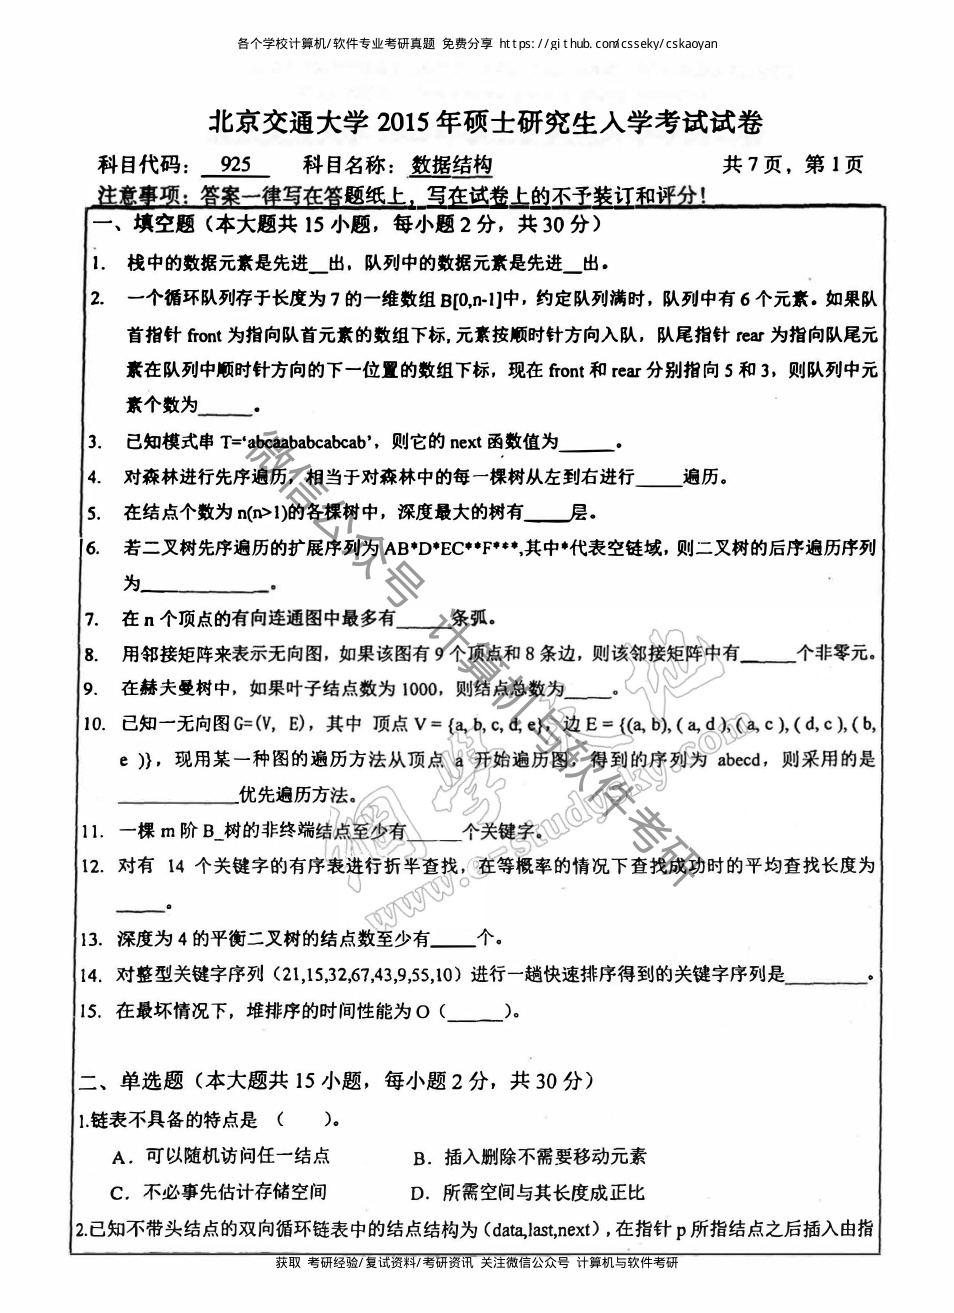 各个学校计算机/软件专业考研真题 免费分享 https://github.com/csseky/cskaoyan
北京交通大学 2015 年硕士研究生入学考试试卷
科目代码: 925 科目名称: 数据结构 共 7 页, 第 1 页
注意事项: 答案一律写在答题纸上, 写在试卷上的不予装订和评分!
一、填空题（本大题共 15 小题，每小题 2 分，共 30 分）
1. 栈中的数据元素是先进__出，队列中的数据元素是先进__出。
2. 一个循环队列存于长度为 7 的一维数组 B[0,n-1]中，约定队列满时，队列中有 6 个元素。如果队
首指针 front 为指向队首元素的数组下标, 元素按顺时针方向入队，队尾指针 rear 为指向队尾元
素在队列中顺时针方向的下一位置的数组下标，现在 front 和 rear 分别指向 5 和 3，则队列中元
素个数为_____。
3. 已知模式串 T=‘abcaababcabcab’，则它的 next 函数值为_____。
4. 对森林进行先序遍历，相当于对森林中的每一棵树从左到右进行____遍历。
5. 在结点个数为 n(n>1)的各棵树中，深度最大的树有____层。
6. 若二叉树先序遍历的扩展序列为 AB*D*EC**F***,其中*代表空链域, 则二叉树的后序遍历序列
为____________。
7. 在 n 个顶点的有向连通图中最多有_____条弧。
8. 用邻接矩阵来表示无向图，如果该图有 9 个顶点和 8 条边，则该邻接矩阵中有_____个非零元。
9. 在赫夫曼树中，如果叶子结点数为 1000，则结点总数为____。
10. 已知一无向图 G=(V, E)，其中 顶点 V = {a, b, c, d, e}，边 E = {(a, b), ( a, d ), ( a, c ), ( d, c ), ( b,
e )}，现用某一种图的遍历方法从顶点 a 开始遍历图，得到的序列为 abecd，则采用的是
___________优先遍历方法。
11. 一棵 m 阶 B_树的非终端结点至少有_____个关键字。
12. 对有 14 个关键字的有序表进行折半查找，在等概率的情况下查找成功时的平均查找长度为
____。
13. 深度为 4 的平衡二叉树的结点数至少有____个。
14. 对整型关键字序列（21,15,32,67,43,9,55,10）进行一趟快速排序得到的关键字序列是_______。
15. 在最坏情况下，堆排序的时间性能为 O（_____）。
二、单选题（本大题共 15 小题，每小题 2 分，共 30 分）
1.链表不具备的特点是 （ ）。
A. 可以随机访问任一结点 B. 插入删除不需要移动元素
C. 不必事先估计存储空间 D. 所需空间与其长度成正比
2.已知不带头结点的双向循环链表中的结点结构为（data,last,next）, 在指针 p 所指结点之后插入由指
微信公众号 计算机与软件考研
www.e-studysky.com
获取 考研经验/复试资料/考研资讯 关注微信公众号 计算机与软件考研